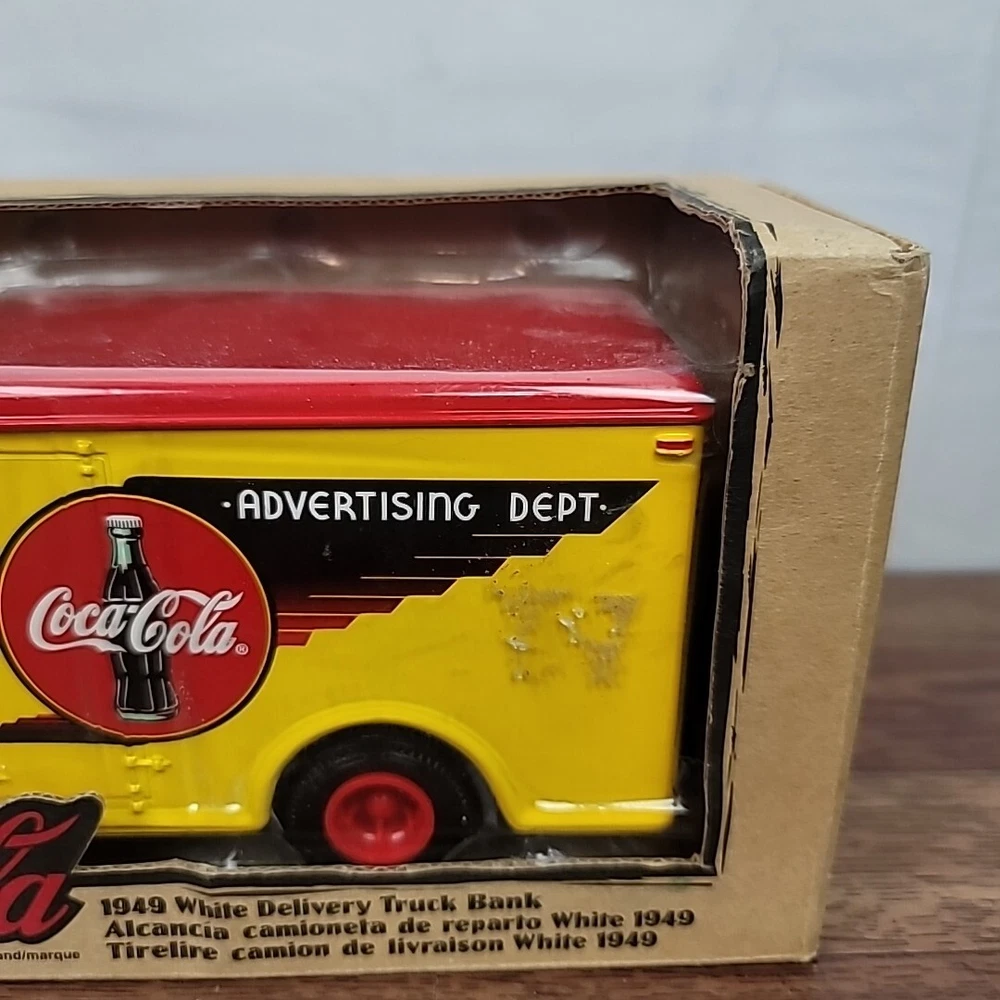 ·ADVERTISING DEPT·
Coca-Cola®
1949 White Delivery Truck Bank
Alcancia camioneta de reparto White 1949
Tirelire camion de livraison White 1949